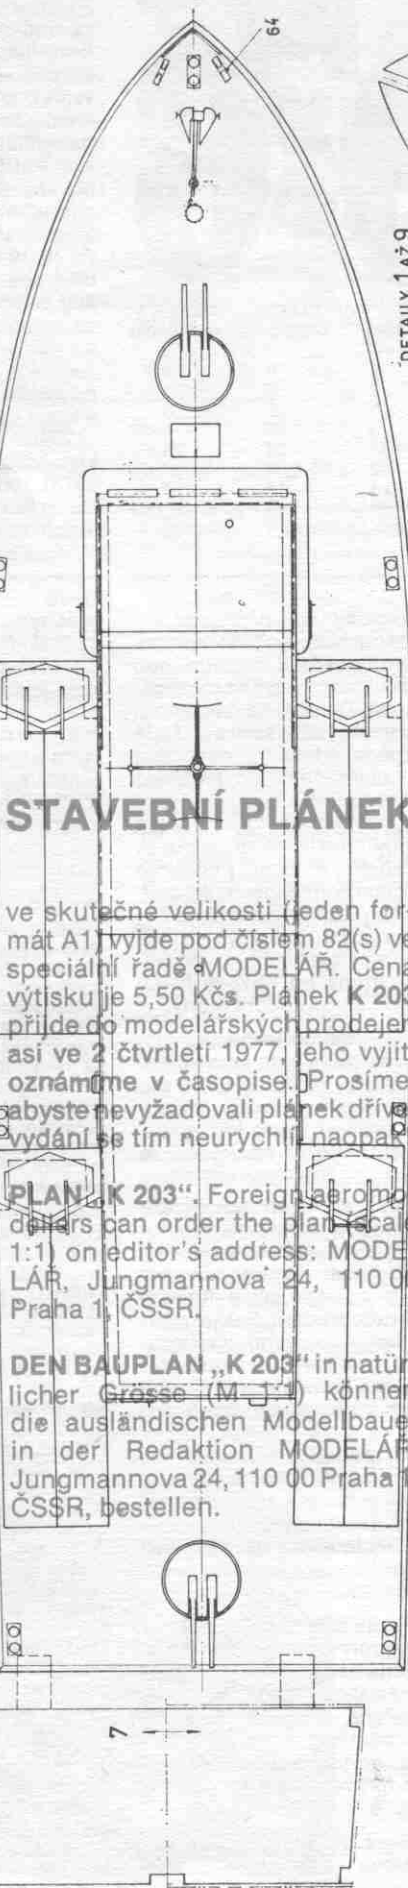 64
DETAILY 1 AŽ 9
STAVEBNÍ PLÁNEK
ve skutečné velikosti (jeden for-
mát A1) vyjde pod číslem 82(s) ve
speciální řadě MODELÁŘ. Cena
výtisku je 5,50 Kčs. Plánek K 203
přijde do modelářských prodejen
asi ve 2 čtvrtletí 1977, jeho vyjití
oznámíme v časopise. Prosíme,
abyste nevyžadovali plánek dříve,
vydání se tím neurychlí, naopak
PLAN „K 203“. Foreign aeromo-
dellers can order the plan (scale
1:1) on editor's address: MODE-
LÁŘ, Jungmannova 24, 110 00
Praha 1, ČSSR.
DEN BAUPLAN „K 203“ in natür-
licher Grösse (M 1:1) können
die ausländischen Modellbauer
in der Redaktion MODELÁŘ,
Jungmannova 24, 110 00 Praha 1
ČSSR, bestellen.
7